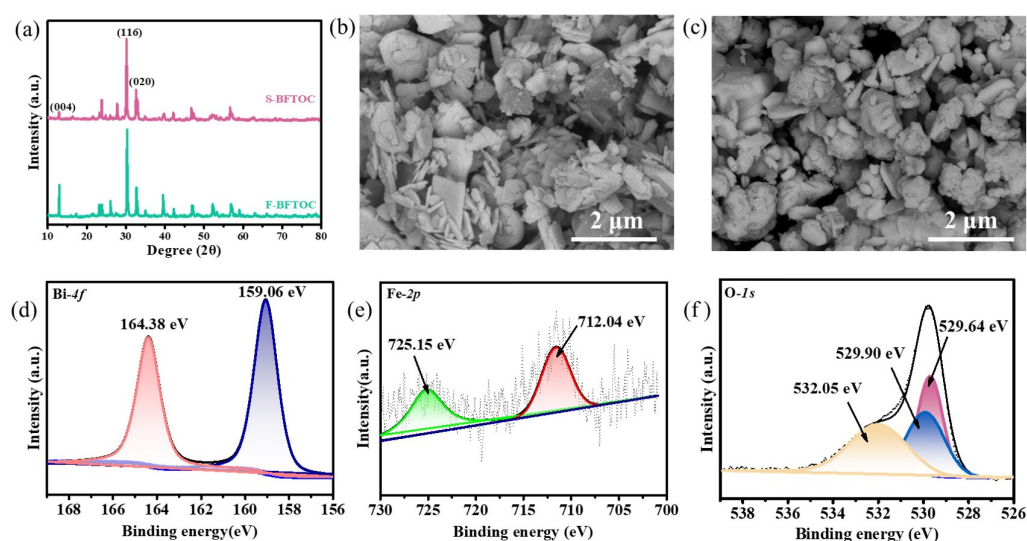 (a)
(116)
(020)
(004)
S-BFTOC
F-BFTOC
Intensity (a.u.)
10 20 30 40 50 60 70 80
Degree (2θ)
(b)
2 μm
(c)
2 μm
(d)
Bi-4f
159.06 eV
164.38 eV
Intensity (a.u.)
168 166 164 162 160 158 156
Binding energy(eV)
(e)
Fe-2p
712.04 eV
725.15 eV
Intensity(a.u.)
730 725 720 715 710 705 700
Binding energy (eV)
(f)
O-1s
529.64 eV
529.90 eV
532.05 eV
Intensity(a.u.)
538 536 534 532 530 528 526
Binding energy (eV)